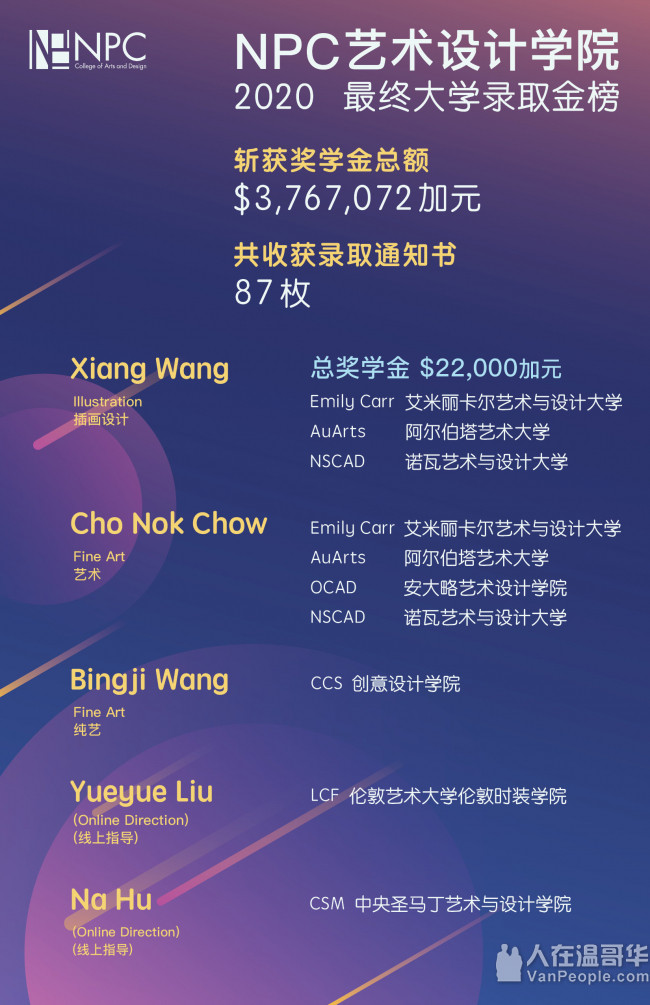 NPC
College of Arts and Design
NPC艺术设计学院
2020 最终大学录取金榜
斩获奖学金总额
$3,767,072加元
共收获录取通知书
87枚
Xiang Wang
Illustration
插画设计
总奖学金 $22,000加元
Emily Carr 艾米丽卡尔艺术与设计大学
AuArts 阿尔伯塔艺术大学
NSCAD 诺瓦艺术与设计大学
Cho Nok Chow
Fine Art
艺术
Emily Carr 艾米丽卡尔艺术与设计大学
AuArts 阿尔伯塔艺术大学
OCAD 安大略艺术设计学院
NSCAD 诺瓦艺术与设计大学
Bingji Wang
Fine Art
纯艺
CCS 创意设计学院
Yueyue Liu
(Online Direction)
(线上指导)
LCF 伦敦艺术大学伦敦时装学院
Na Hu
(Online Direction)
(线上指导)
CSM 中央圣马丁艺术与设计学院
人在温哥华
VanPeople.com